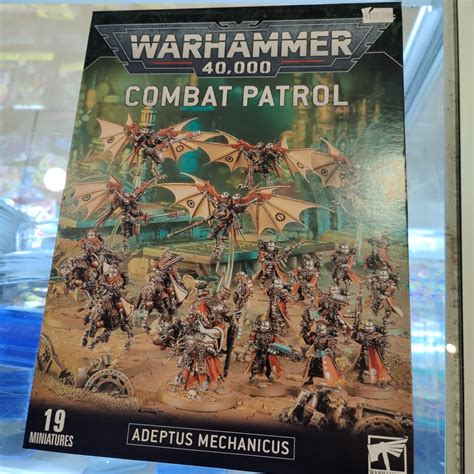 WARHAMMER
40,000
COMBAT PATROL
19
MINIATURES
ADEPTUS MECHANICUS